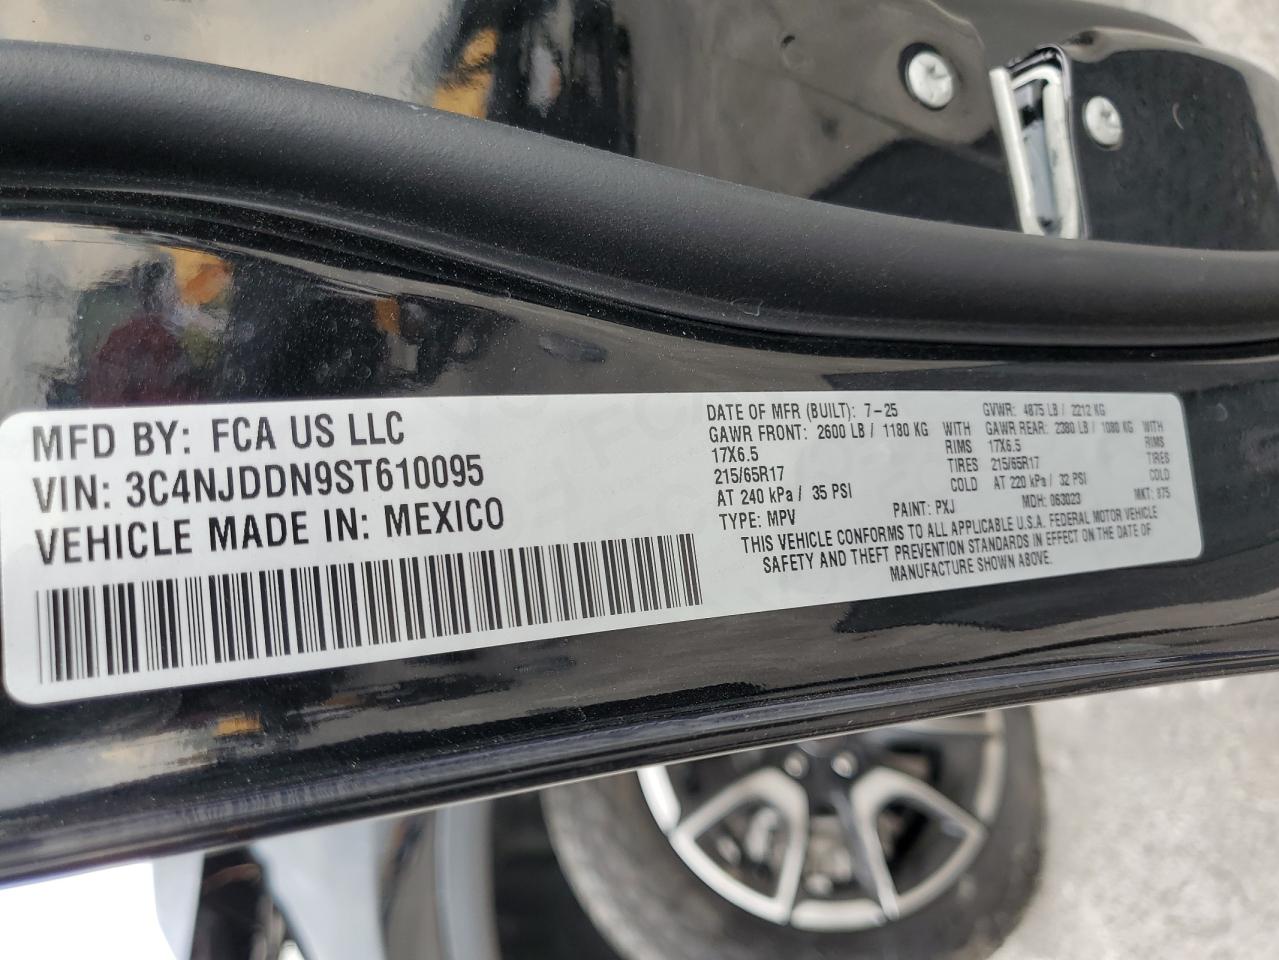 MFD BY: FCA US LLC
VIN: 3C4NJDDN9ST610095
VEHICLE MADE IN: MEXICO
DATE OF MFR (BUILT): 7-25 GVWR: 4875 LB / 2212 KG
GAWR FRONT: 2600 LB / 1180 KG WITH GAWR REAR: 2380 LB / 1080 KG WITH
17X6.5 RIMS 17X6.5 RIMS
215/65R17 TIRES 215/65R17 TIRES
AT 240 kPa / 35 PSI COLD AT 220 kPa / 32 PSI COLD
TYPE: MPV PAINT: PXJ MDH: 063023 MKT: 875
THIS VEHICLE CONFORMS TO ALL APPLICABLE U.S.A. FEDERAL MOTOR VEHICLE
SAFETY AND THEFT PREVENTION STANDARDS IN EFFECT ON THE DATE OF
MANUFACTURE SHOWN ABOVE.